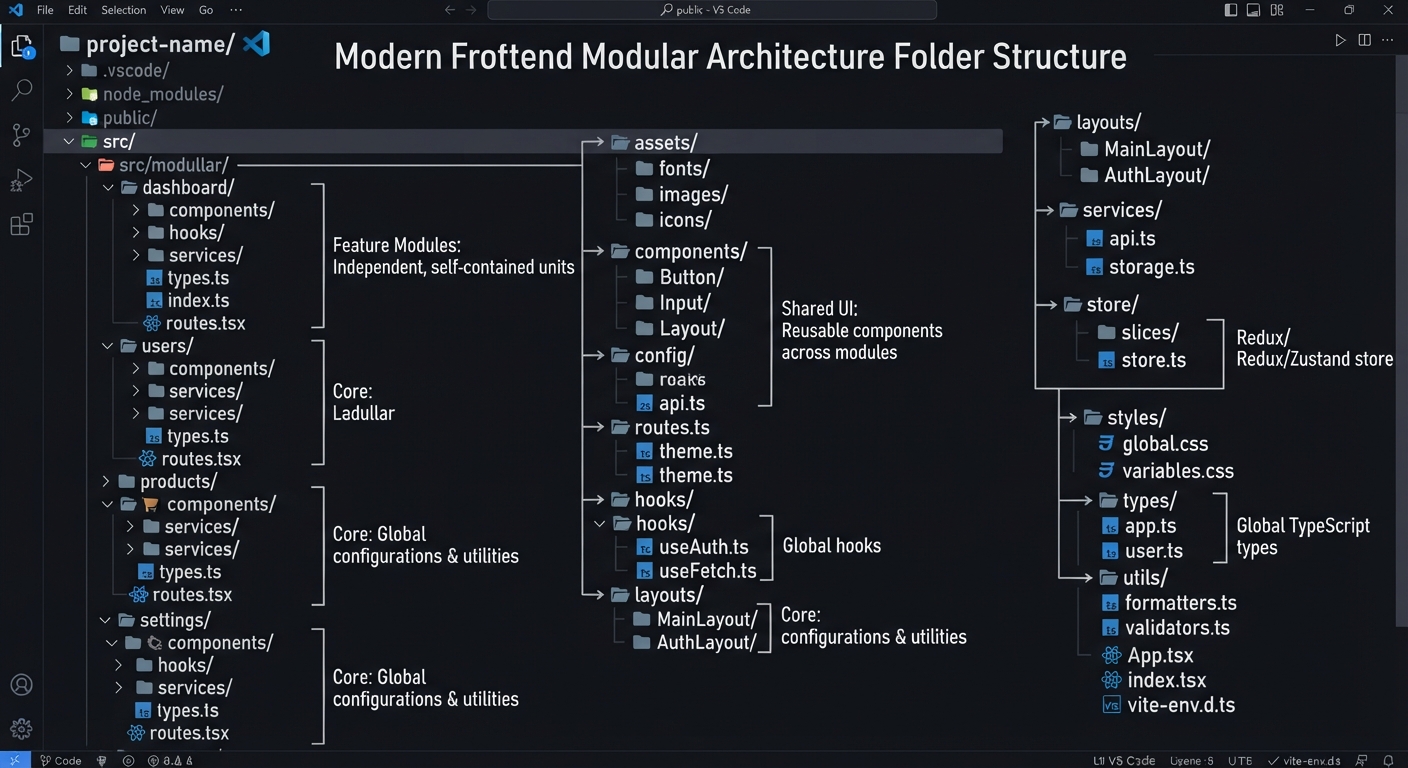 File Edit Selection View Go ···
public - VS Code
project-name/
Modern Frottend Modular Architecture Folder Structure
.vscode/
node_modules/
public/
src/
src/modullar/
dashboard/
components/
hooks/
services/
types.ts
index.ts
routes.tsx
Feature Modules:
Independent, self-contained units
users/
components/
services/
services/
types.ts
routes.tsx
Core:
Ladullar
products/
components/
services/
services/
types.ts
routes.tsx
Core: Global
configurations & utilities
settings/
components/
hooks/
services/
types.ts
routes.tsx
Core: Global
configurations & utilities
assets/
fonts/
images/
icons/
components/
Button/
Input/
Layout/
config/
api.ts
Shared UI:
Reusable components
across modules
routes.ts
theme.ts
theme.ts
hooks/
hooks/
useAuth.ts
useFetch.ts
Global hooks
layouts/
MainLayout/
AuthLayout/
Core:
configurations & utilities
layouts/
MainLayout/
AuthLayout/
services/
api.ts
storage.ts
store/
slices/
store.ts
Redux/
Redux/Zustand store
styles/
global.css
variables.css
types/
app.ts
user.ts
Global TypeScript
types
utils/
formatters.ts
validators.ts
App.tsx
index.tsx
vite-env.d.ts
Code